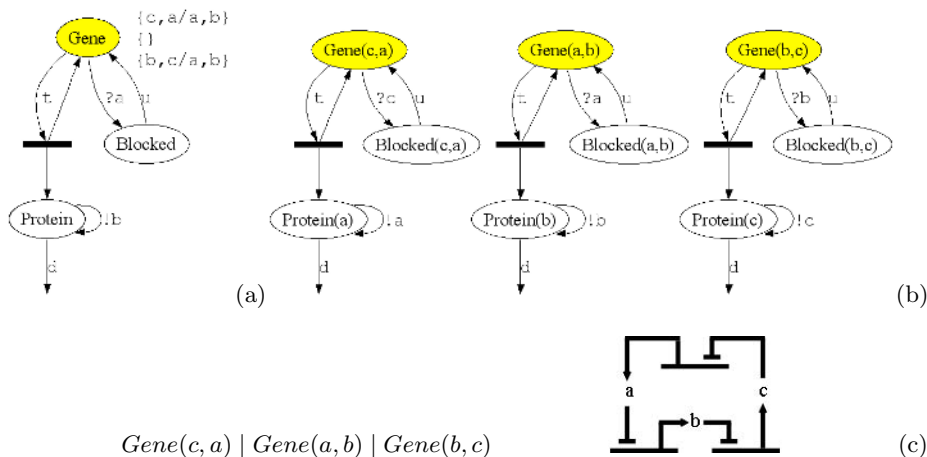 {c,a/a,b}
Gene
{}
{b,c/a,b}
t
?a
u
Blocked
Protein
!b
d
(a)
Gene(c,a)
Gene(a,b)
Gene(b,c)
t
?c
u
t
?a
u
t
?b
u
Blocked(c,a)
Blocked(a,b)
Blocked(b,c)
Protein(a)
!a
Protein(b)
!b
Protein(c)
!c
d
d
d
(b)
a
c
b
Gene(c, a) | Gene(a, b) | Gene(b, c)
(c)